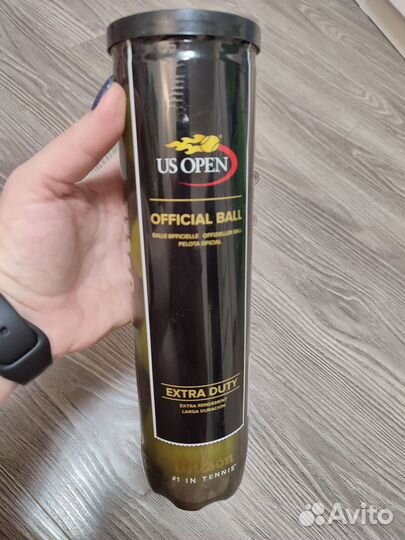 US OPEN
OFFICIAL BALL
BALLE OFFICIELLE OFFIZIELLER BALL
PELOTA OFICIAL
EXTRA DUTY
EXTRA RENDEMENT
LARGA DURACIÓN
Wilson
#1 IN TENNIS
Avito